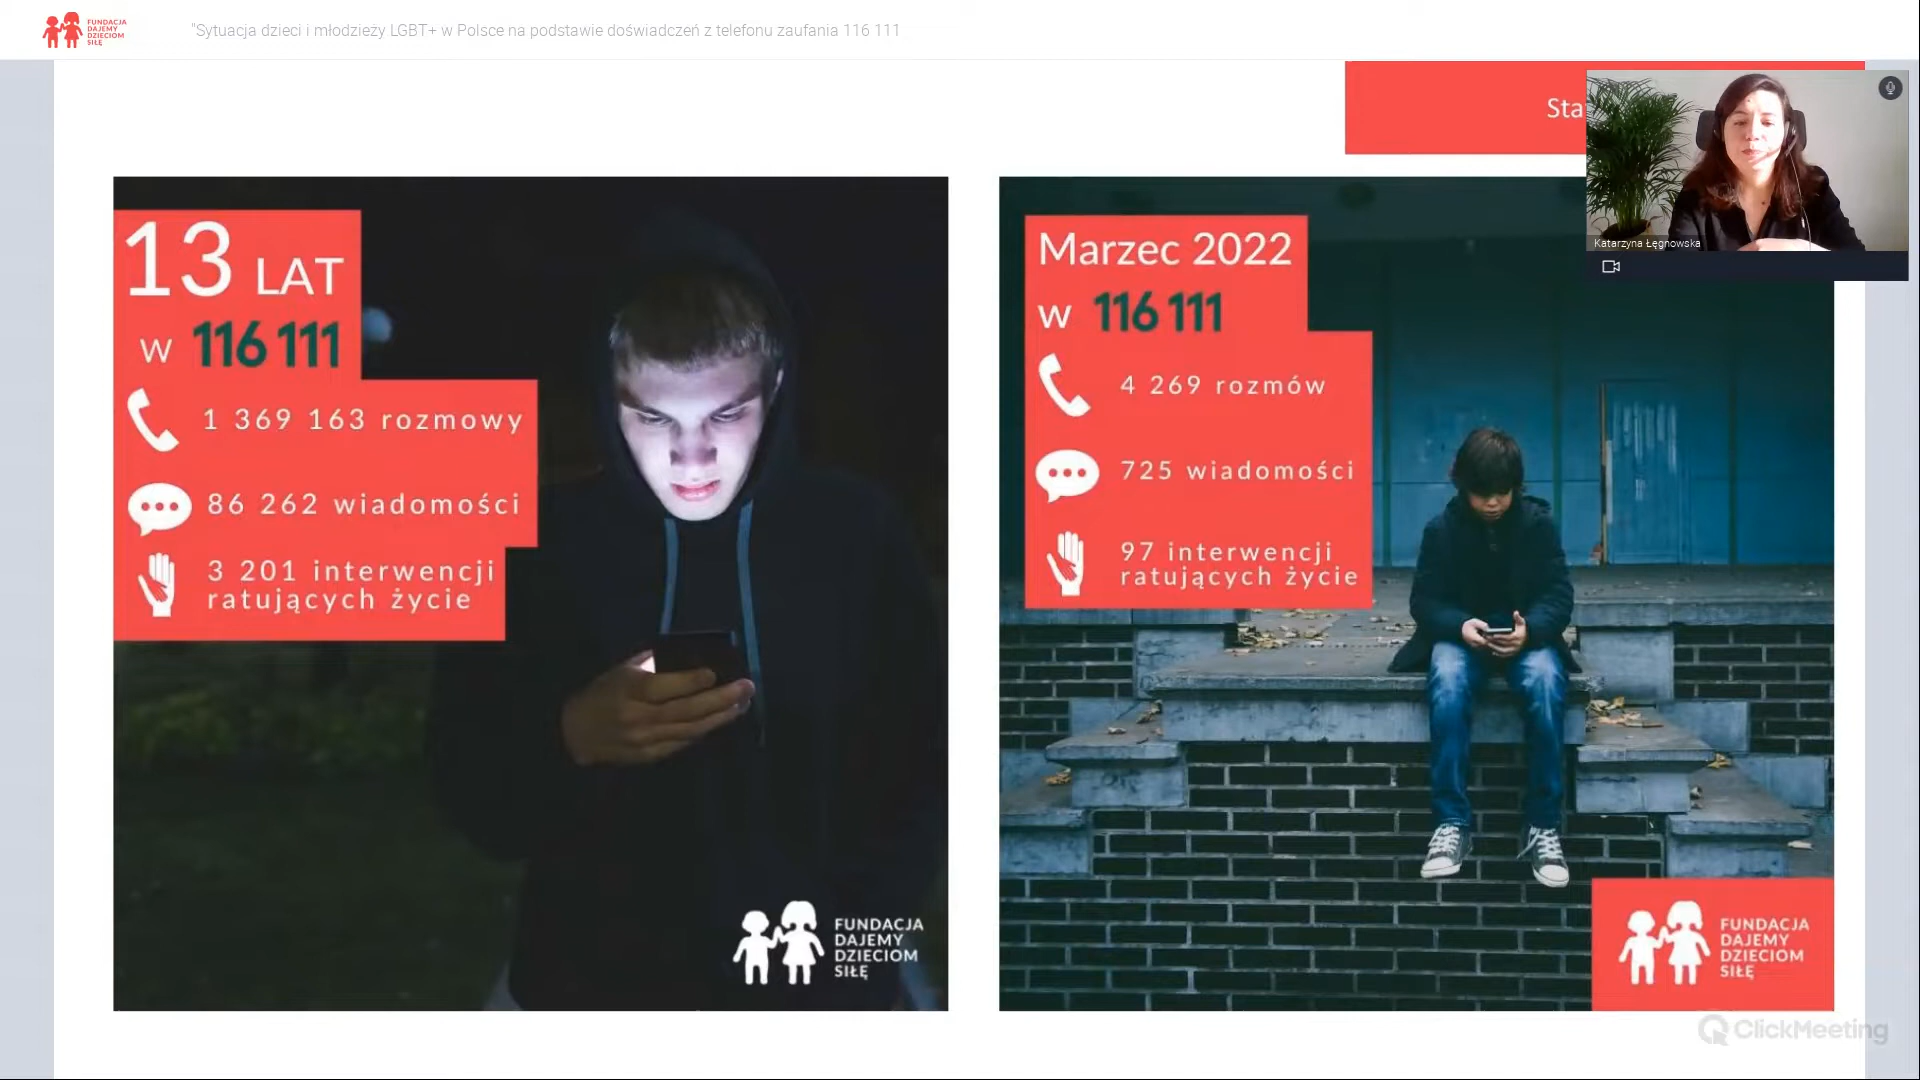 FUNDACJA
DAJEMY
DZIECIOM
SIŁĘ
"Sytuacja dzieci i młodzieży LGBT+ w Polsce na podstawie doświadczeń z telefonu zaufania 116 111
Katarzyna Łęgnowska
13 LAT
w 116 111
1 369 163 rozmowy
86 262 wiadomości
3 201 interwencji
ratujących życie
FUNDACJA
DAJEMY
DZIECIOM
SIŁĘ
Marzec 2022
w 116 111
4 269 rozmów
725 wiadomości
97 interwencji
ratujących życie
FUNDACJA
DAJEMY
DZIECIOM
SIŁĘ
ClickMeeting